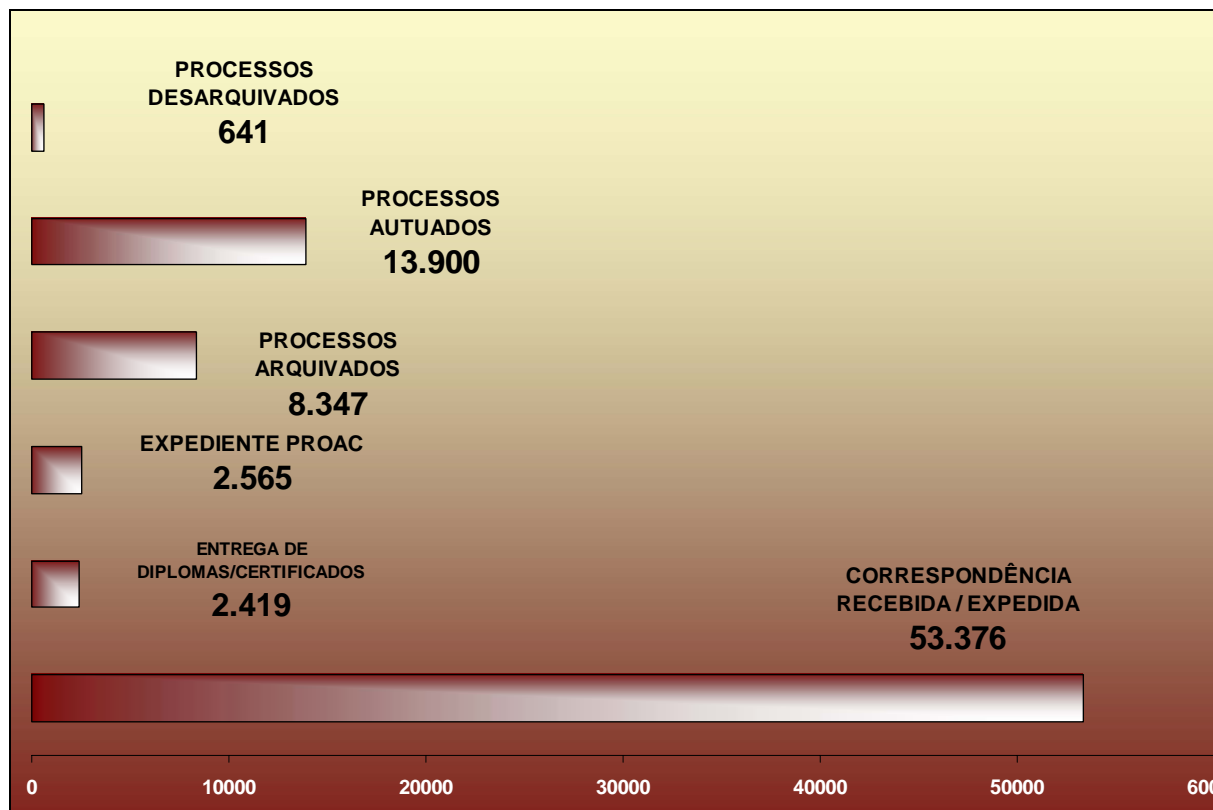 PROCESSOS
DESARQUIVADOS
641
PROCESSOS
AUTUADOS
13.900
PROCESSOS
ARQUIVADOS
8.347
EXPEDIENTE PROAC
2.565
ENTREGA DE
DIPLOMAS/CERTIFICADOS
2.419
CORRESPONDÊNCIA
RECEBIDA / EXPEDIDA
53.376
0 10000 20000 30000 40000 50000